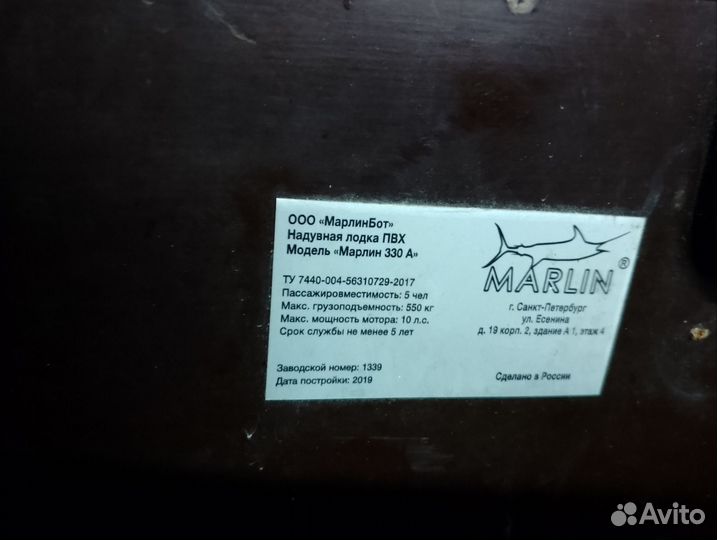 ООО «МарлинБот»
Надувная лодка ПВХ
Модель «Марлин 330 А»
ТУ 7440-004-56310729-2017
Пассажировместимость: 5 чел
Макс. грузоподъемность: 550 кг
Макс. мощность мотора: 10 л.с.
Срок службы не менее 5 лет
Заводской номер: 1339
Дата постройки: 2019
MARLIN ®
г. Санкт-Петербург
ул. Есенина
д. 19 корп. 2, здание А 1, этаж 4
Сделано в России
Avito